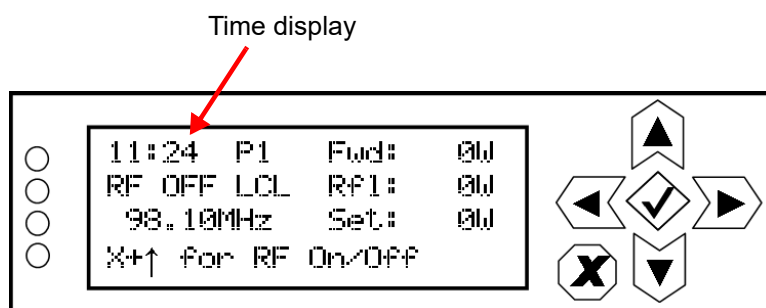 Time display
11:24 P1 Fwd: 0W
RF OFF LCL Rfl: 0W
98.10MHz Set: 0W
X+↑ for RF On/Off
X